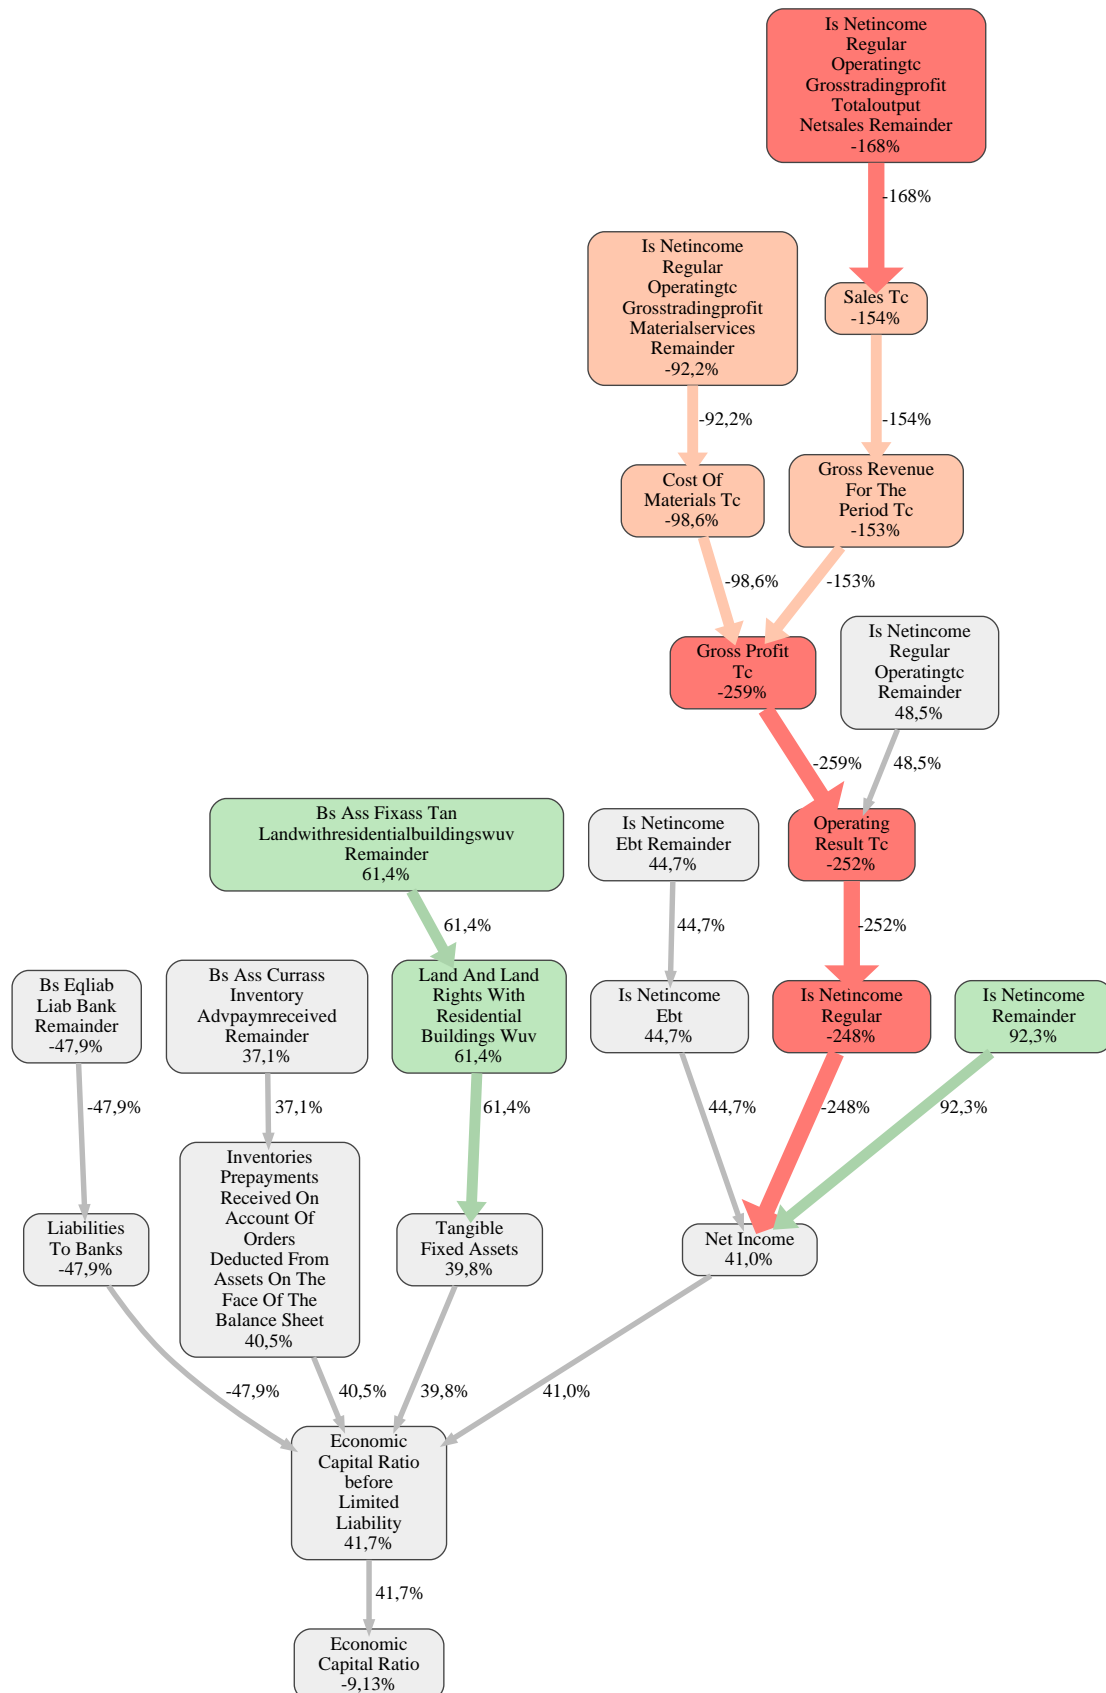 Is Netincome
Regular
Operatingtc
Grosstradingprofit
Totaloutput
Netsales Remainder
-168%
-168%
Is Netincome
Regular
Operatingtc
Grosstradingprofit
Materialservices
Remainder
-92,2%
Sales Tc
-154%
-92,2%
-154%
Cost Of
Materials Tc
-98,6%
Gross Revenue
For The
Period Tc
-153%
-98,6%
-153%
Gross Profit
Tc
-259%
Is Netincome
Regular
Operatingtc
Remainder
48,5%
-259%
48,5%
Bs Ass Fixass Tan
Landwithresidentialbuildingswuv
Remainder
61,4%
Is Netincome
Ebt Remainder
44,7%
Operating
Result Tc
-252%
61,4%
44,7%
-252%
Bs Eqliab
Liab Bank
Remainder
-47,9%
Bs Ass Currass
Inventory
Advpaymreceived
Remainder
37,1%
Land And Land
Rights With
Residential
Buildings Wuv
61,4%
Is Netincome
Ebt
44,7%
Is Netincome
Regular
-248%
Is Netincome
Remainder
92,3%
-47,9%
37,1%
61,4%
44,7%
-248%
92,3%
Liabilities
To Banks
-47,9%
Inventories
Prepayments
Received On
Account Of
Orders
Deducted From
Assets On The
Face Of The
Balance Sheet
40,5%
Tangible
Fixed Assets
39,8%
Net Income
41,0%
-47,9%
40,5%
39,8%
41,0%
Economic
Capital Ratio
before
Limited
Liability
41,7%
41,7%
Economic
Capital Ratio
-9,13%